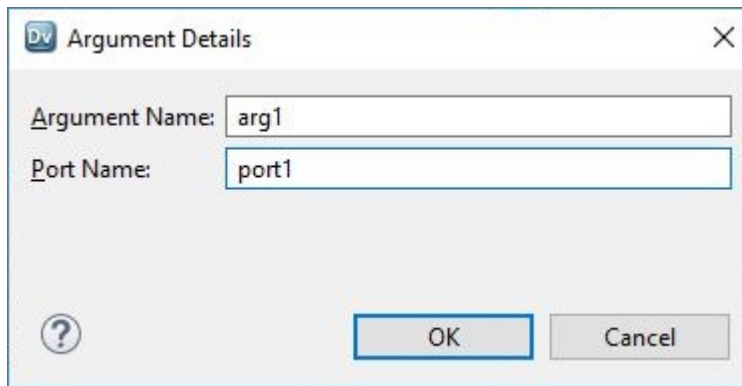 Dv Argument Details
Argument Name: arg1
Port Name: port1
? OK Cancel